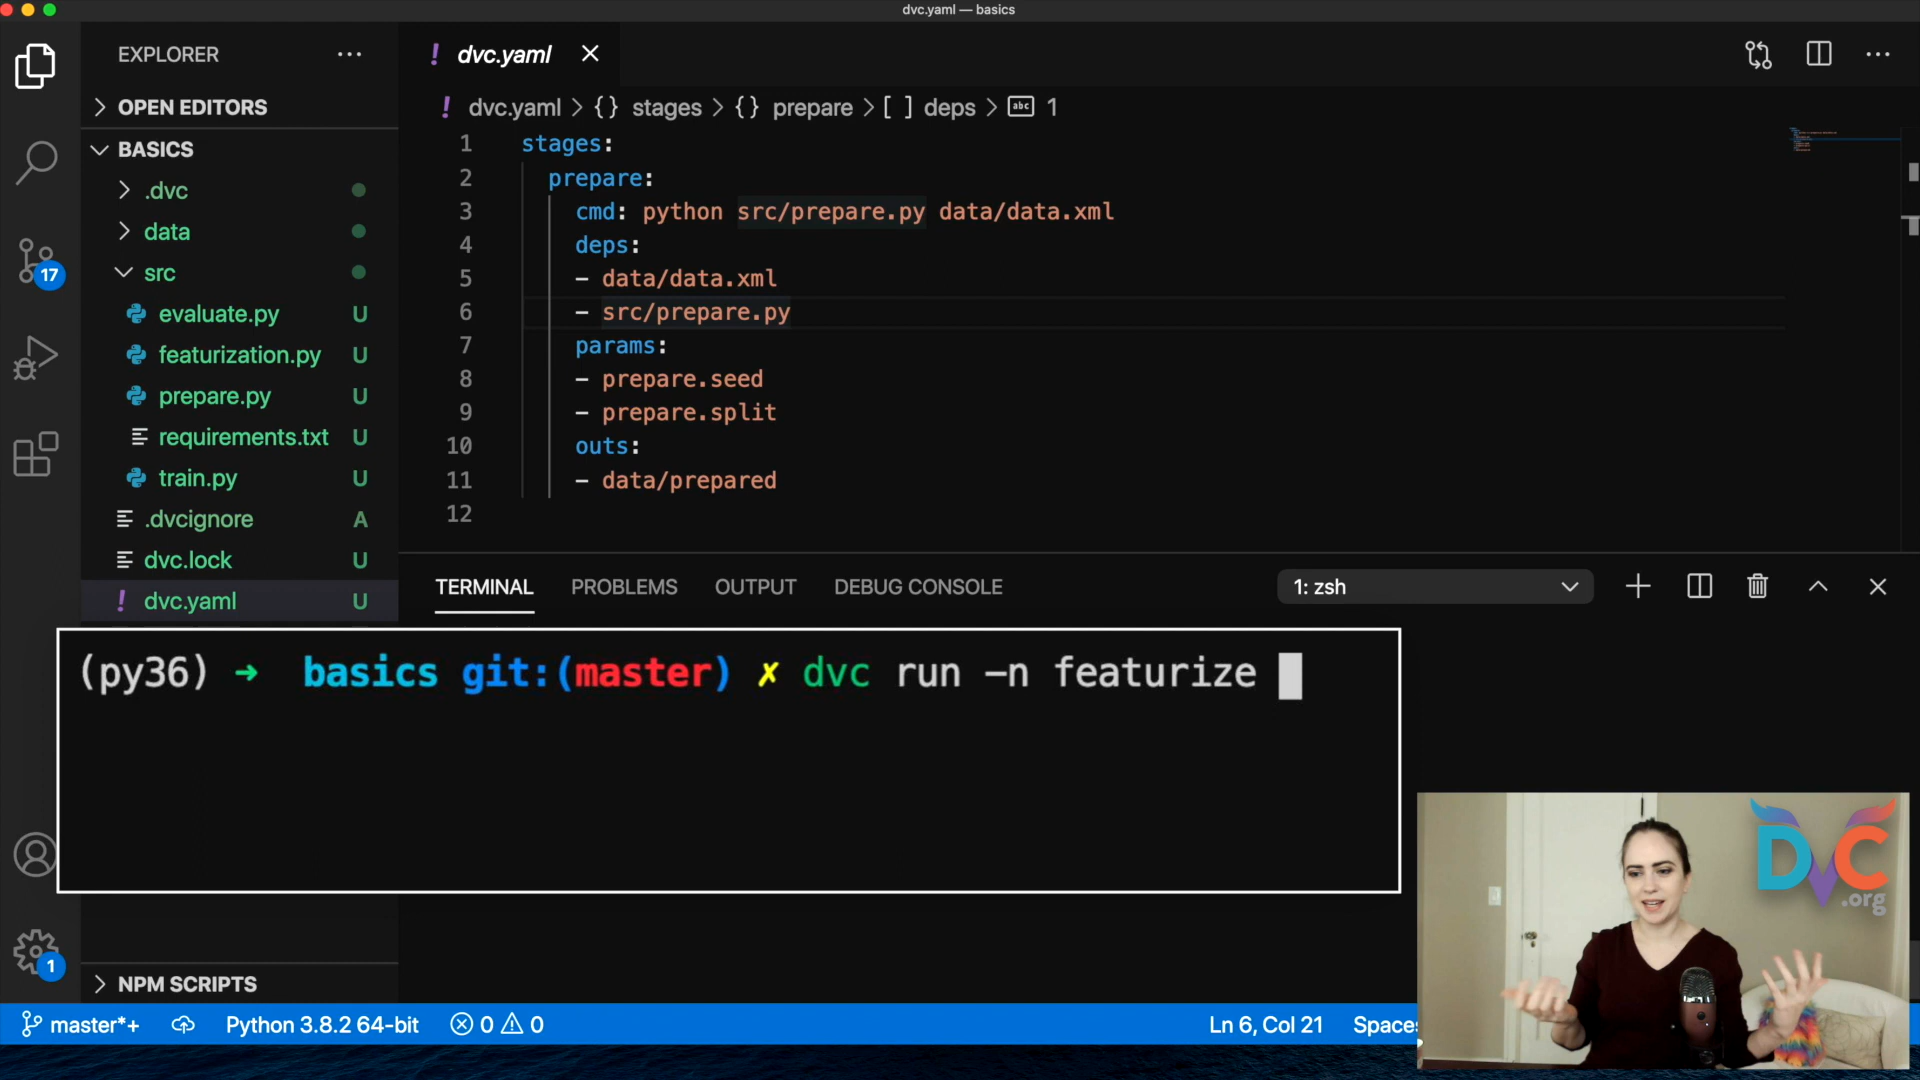 dvc.yaml — basics
EXPLORER
OPEN EDITORS
BASICS
.dvc
data
src
evaluate.py U
featurization.py U
prepare.py U
requirements.txt U
train.py U
.dvcignore A
dvc.lock U
! dvc.yaml U
17
1
NPM SCRIPTS
! dvc.yaml
! dvc.yaml > {} stages > {} prepare > [ ] deps > abc 1
1 stages:
2 prepare:
3 cmd: python src/prepare.py data/data.xml
4 deps:
5 - data/data.xml
6 - src/prepare.py
7 params:
8 - prepare.seed
9 - prepare.split
10 outs:
11 - data/prepared
12
TERMINAL PROBLEMS OUTPUT DEBUG CONSOLE 1: zsh
(py36) → basics git:(master) ✗ dvc run -n featurize
DVC
.org
master*+ Python 3.8.2 64-bit 0 0 Ln 6, Col 21 Spaces